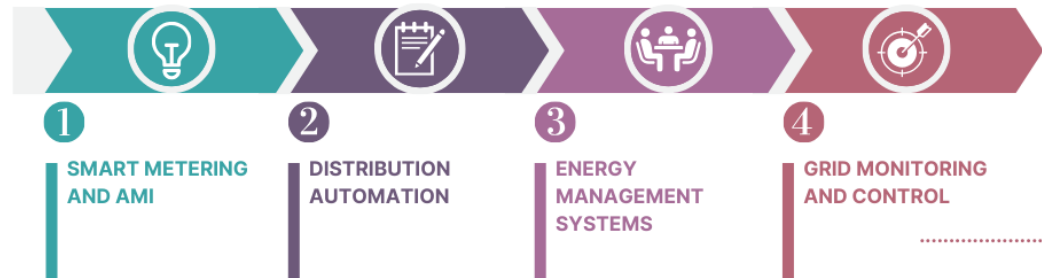 1
SMART METERING
AND AMI
2
DISTRIBUTION
AUTOMATION
3
ENERGY
MANAGEMENT
SYSTEMS
4
GRID MONITORING
AND CONTROL